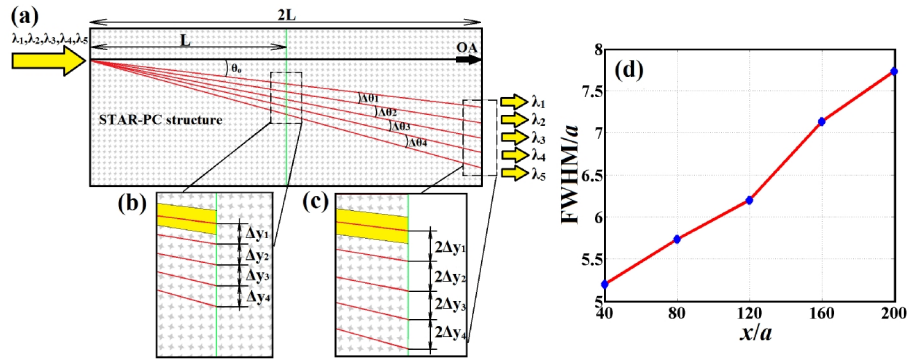 (a)
2L
λ1,λ2,λ3,λ4,λ5
L
OA
θo
Δθ1
Δθ2
Δθ3
Δθ4
STAR-PC structure
λ1
λ2
λ3
λ4
λ5
(b)
Δy1
Δy2
Δy3
Δy4
(c)
2Δy1
2Δy2
2Δy3
2Δy4
(d)
FWHM/a
8
7.5
7
6.5
6
5.5
5
40
80
120
160
200
x/a